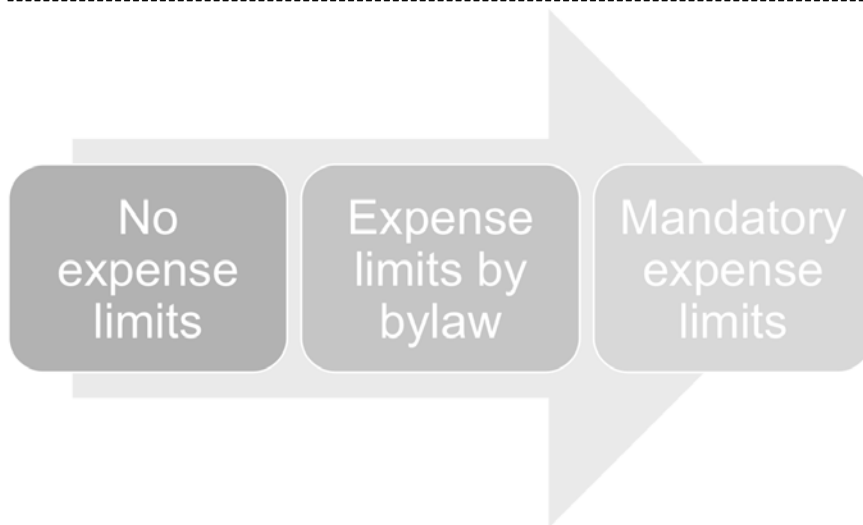 No
expense
limits
Expense
limits by
bylaw
Mandatory
expense
limits